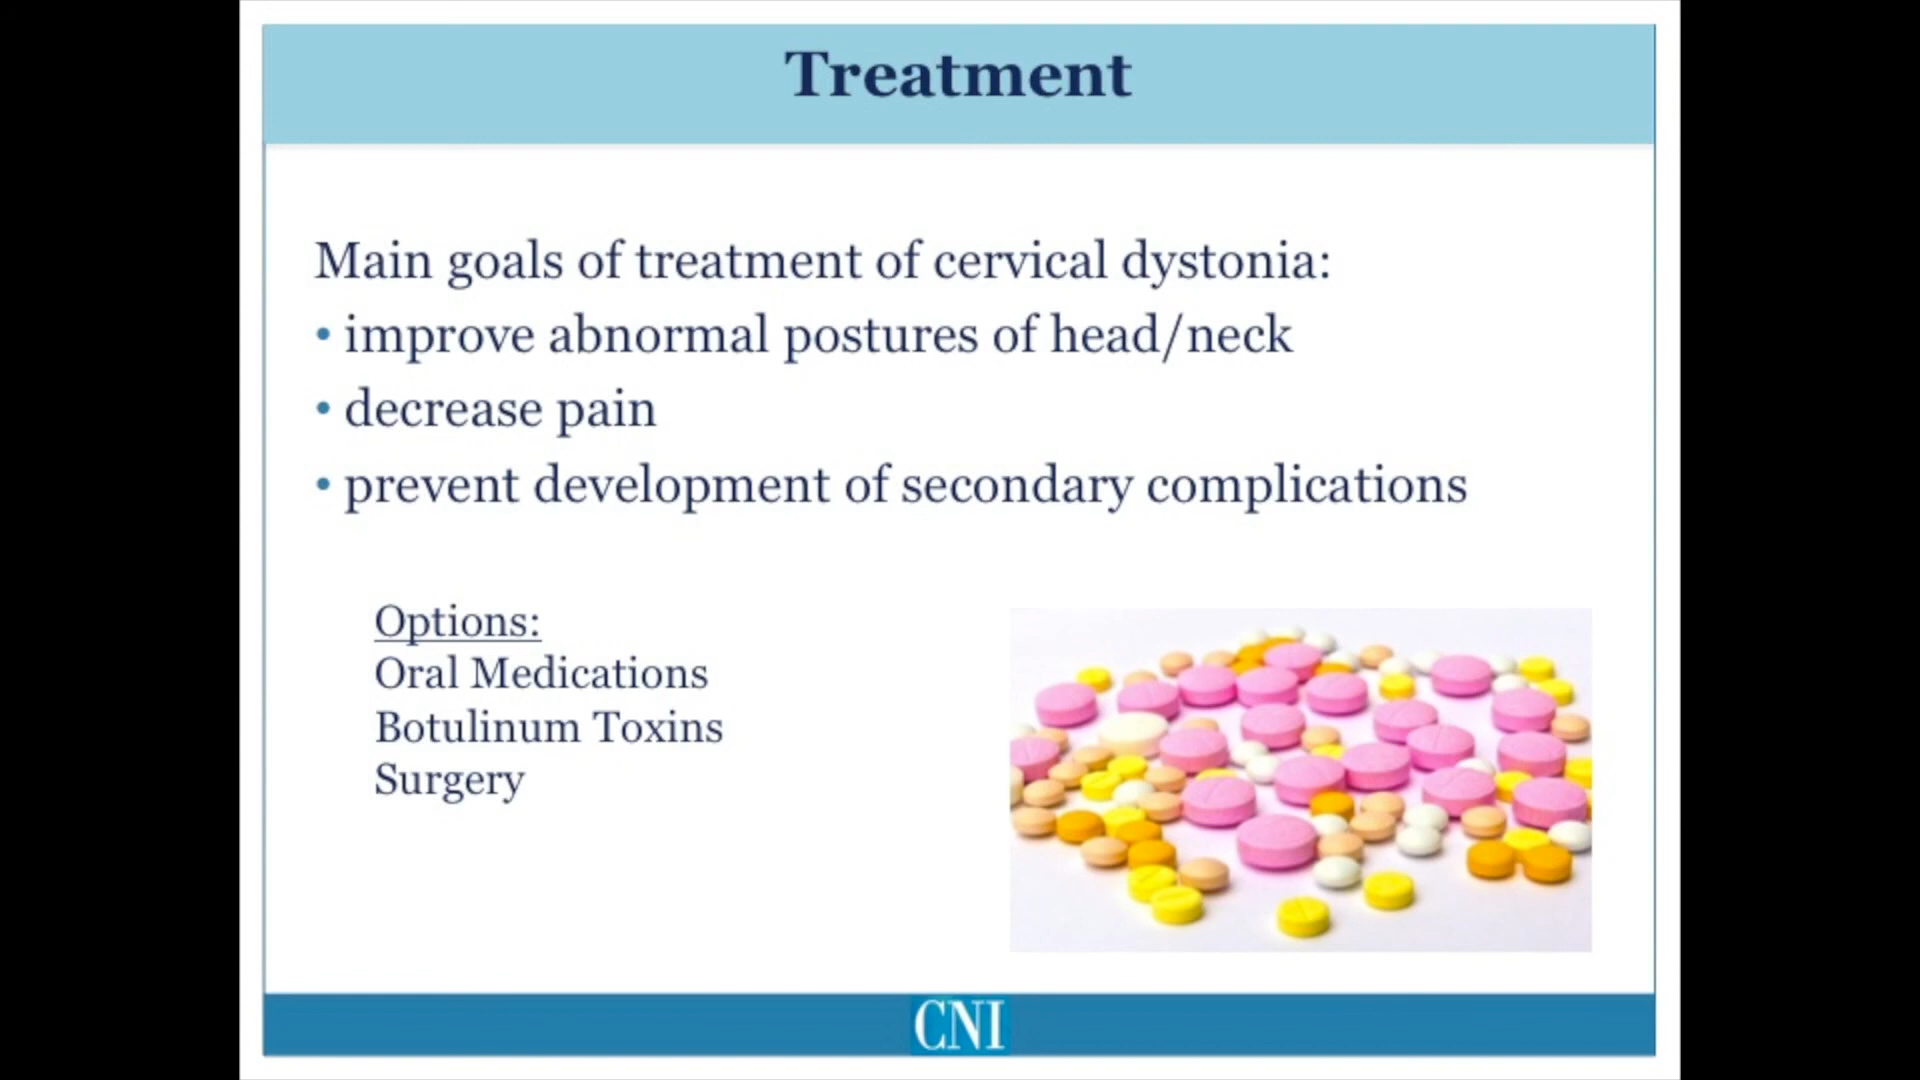 Treatment
Main goals of treatment of cervical dystonia:
• improve abnormal postures of head/neck
• decrease pain
• prevent development of secondary complications
Options:
Oral Medications
Botulinum Toxins
Surgery
CNI